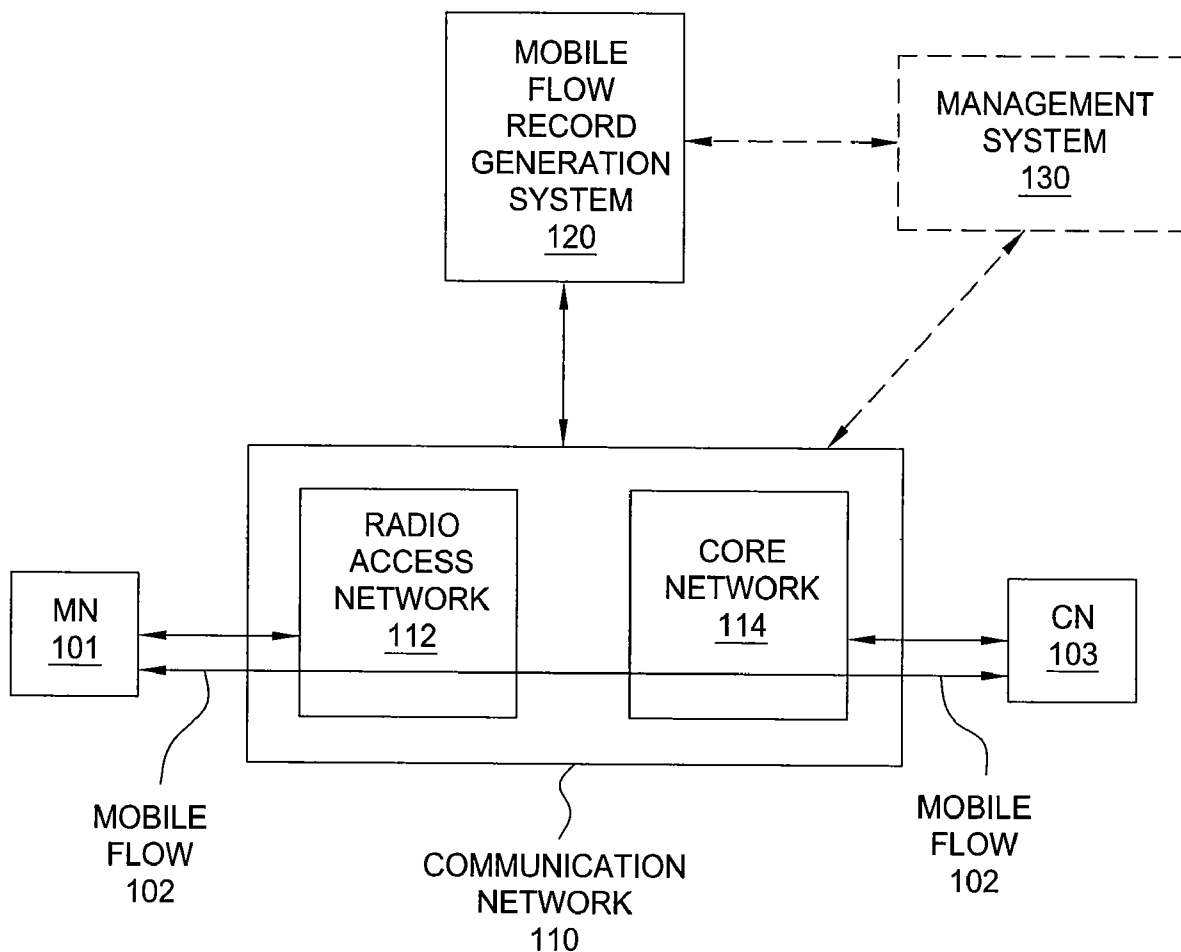 MOBILE
FLOW
RECORD
GENERATION
SYSTEM
120
MANAGEMENT
SYSTEM
130
RADIO
ACCESS
NETWORK
112
CORE
NETWORK
114
MN
101
CN
103
MOBILE
FLOW
102
COMMUNICATION
NETWORK
110
MOBILE
FLOW
102